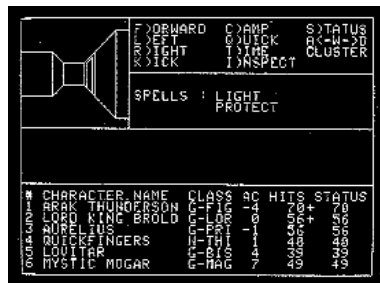 F)ORWARD C)AMP S)TATUS
L)EFT Q)UICK A<-W->D
R)IGHT T)IME CLUSTER
K)ICK I)NSPECT
SPELLS : LIGHT
PROTECT
# CHARACTER NAME CLASS AC HITS STATUS
1 ARAK THUNDERSON G-FIG -4 70+ 70
2 LORD KING BROLD G-LOR 0 56+ 56
3 AURELIUS G-PRI -1 56 56
4 QUICKFINGERS N-THI 1 40 40
5 LOVITAR G-BIS 4 39 39
6 MYSTIC MOGAR G-MAG 7 49 49